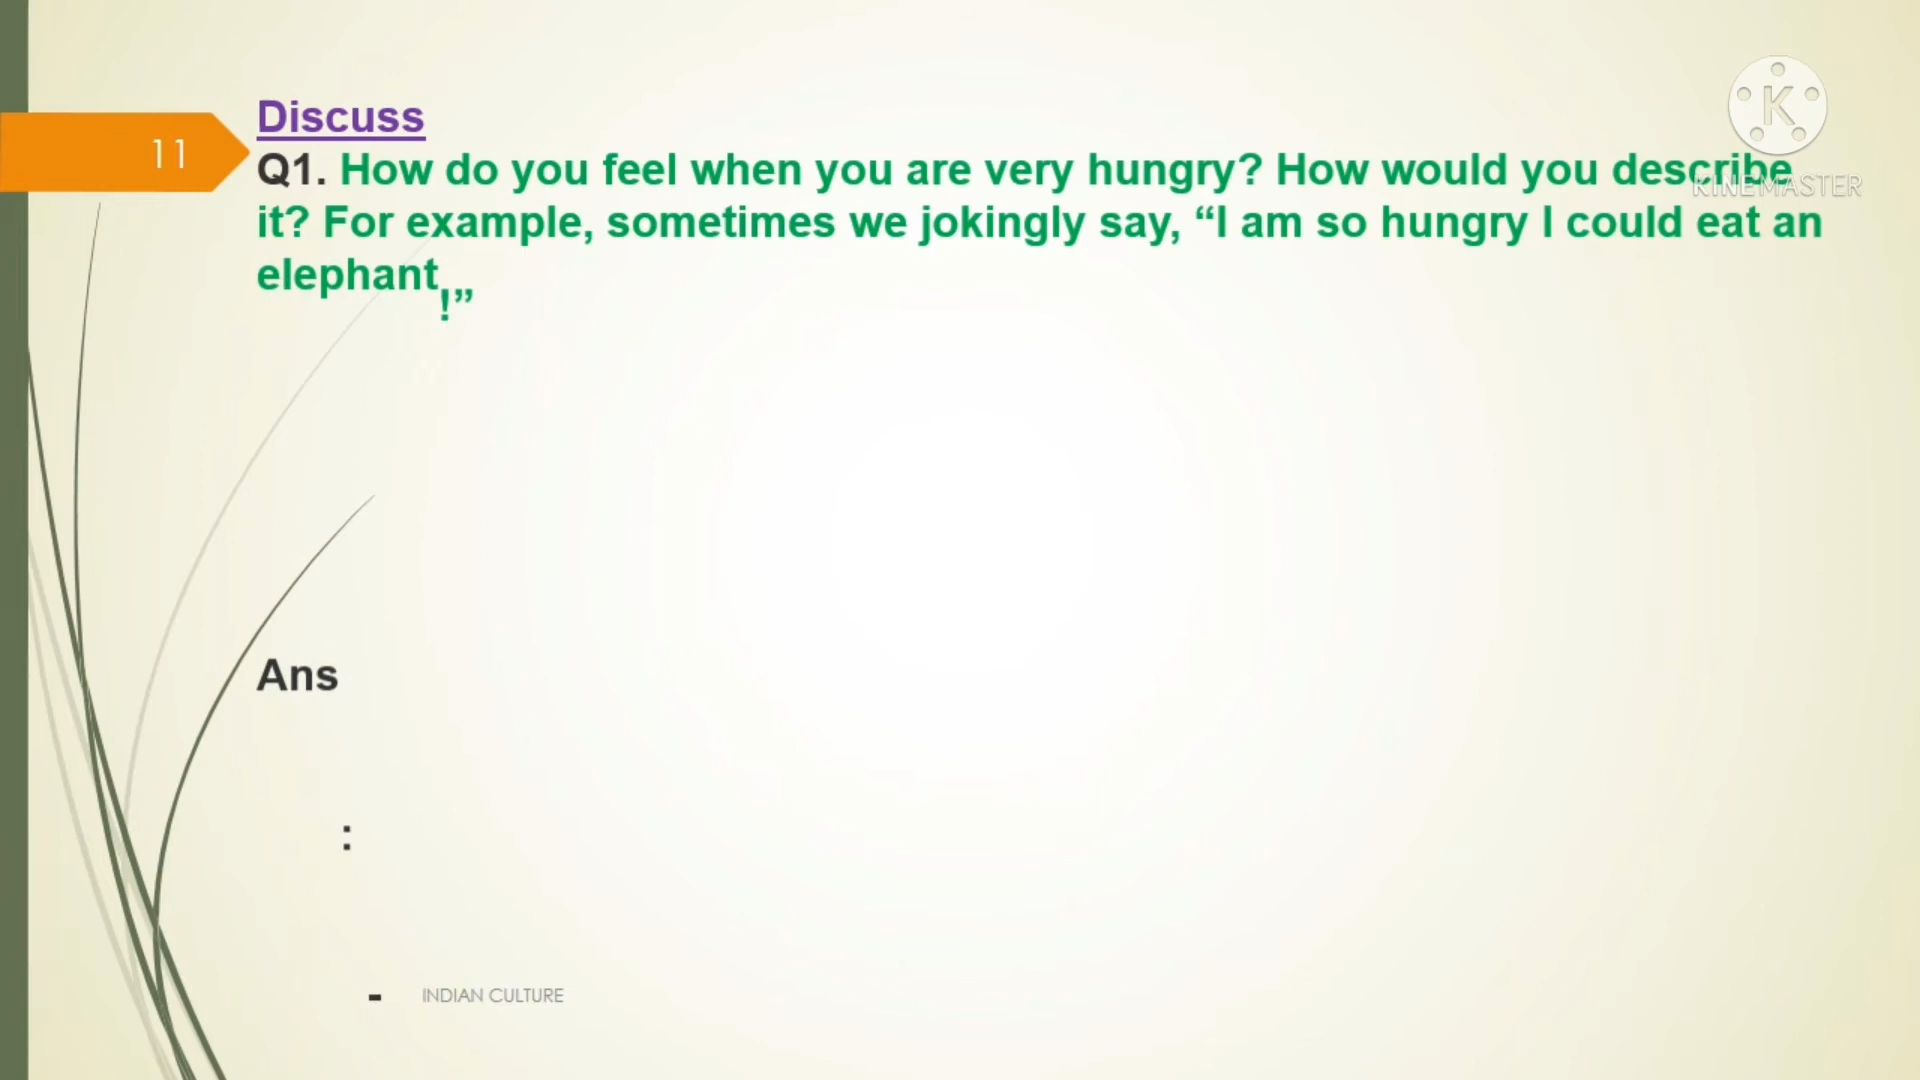 Discuss
11
Q1. How do you feel when you are very hungry? How would you describe
KINEMASTER
it? For example, sometimes we jokingly say, “I am so hungry I could eat an
elephant!”
Ans
:
-
INDIAN CULTURE